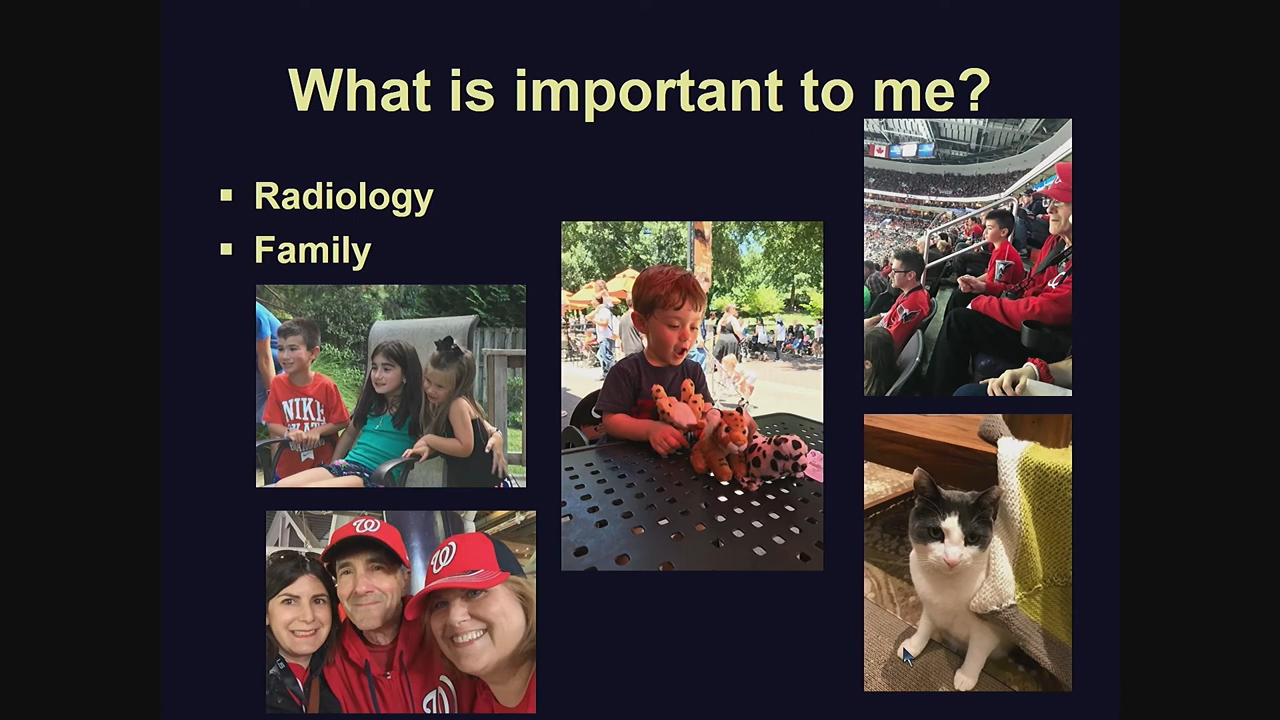 What is important to me?
▪ Radiology
▪ Family
NIKE
W
W
W